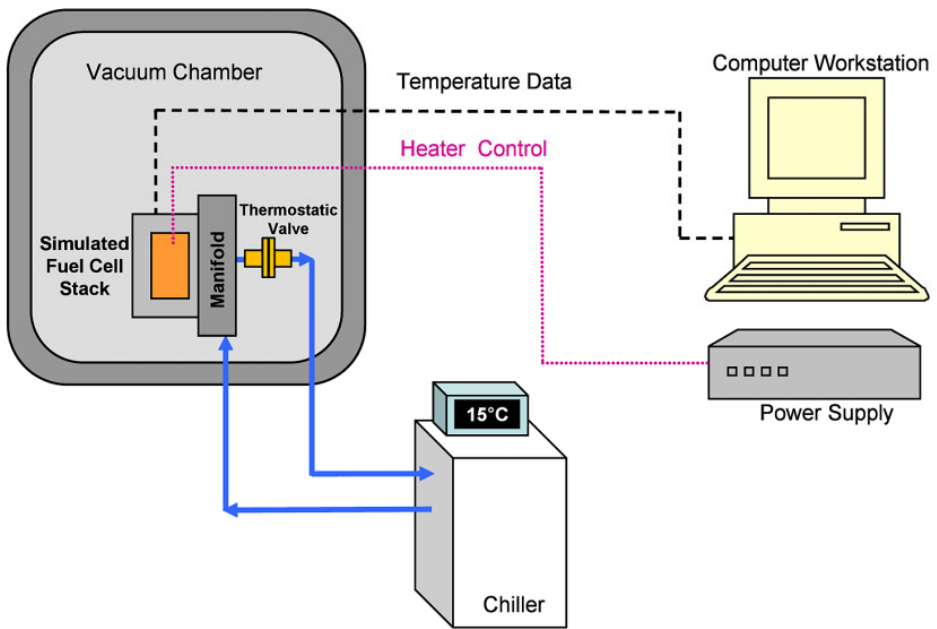 Vacuum Chamber
Temperature Data
Computer Workstation
Heater Control
Thermostatic
Valve
Simulated
Fuel Cell
Stack
Manifold
15°C
Power Supply
Chiller